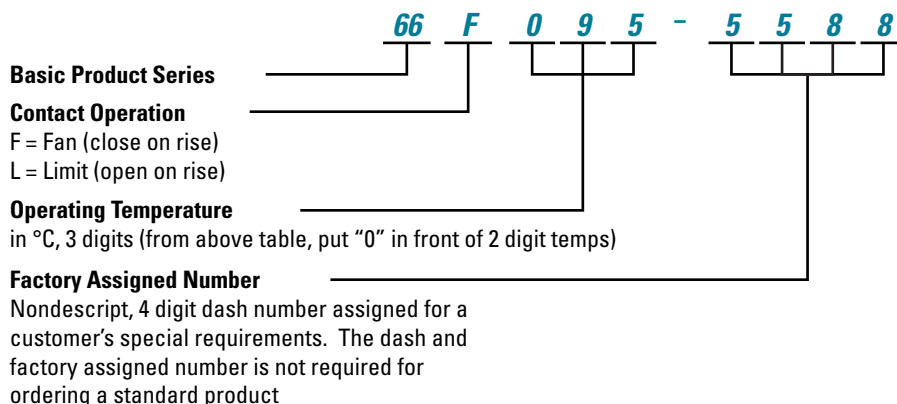 66 F 0 9 5 - 5 5 8 8
Basic Product Series
Contact Operation
F = Fan (close on rise)
L = Limit (open on rise)
Operating Temperature
in °C, 3 digits (from above table, put “0” in front of 2 digit temps)
Factory Assigned Number
Nondescript, 4 digit dash number assigned for a
customer’s special requirements.  The dash and
factory assigned number is not required for
ordering a standard product